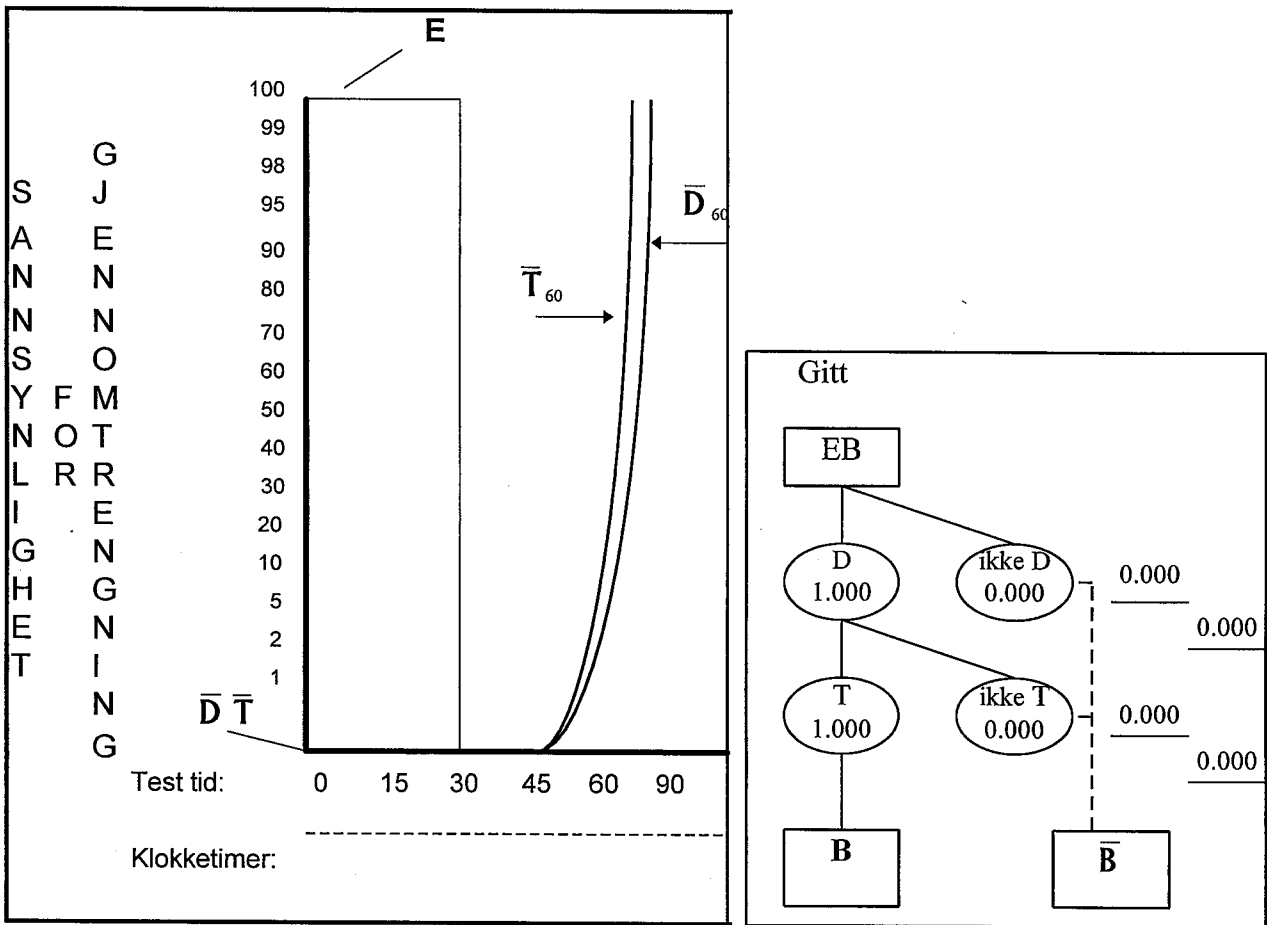 E
SANNSYNLIGHET
FOR
GJENNOMTRENGNING
100
99
98
95
90
80
70
60
50
40
30
20
10
5
2
1
D̅ T̅
D̅ 60
T̅ 60
Test tid: 0 15 30 45 60 90
Klokketimer:
Gitt
EB
D
1.000
ikke D
0.000
0.000
0.000
T
1.000
ikke T
0.000
0.000
0.000
B
B̅